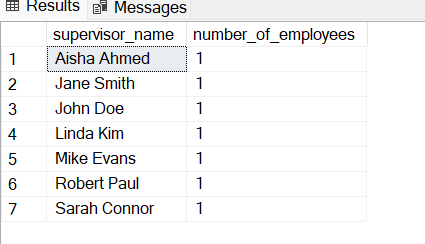 Results Messages
supervisor_name number_of_employees
1 Aisha Ahmed 1
2 Jane Smith 1
3 John Doe 1
4 Linda Kim 1
5 Mike Evans 1
6 Robert Paul 1
7 Sarah Connor 1